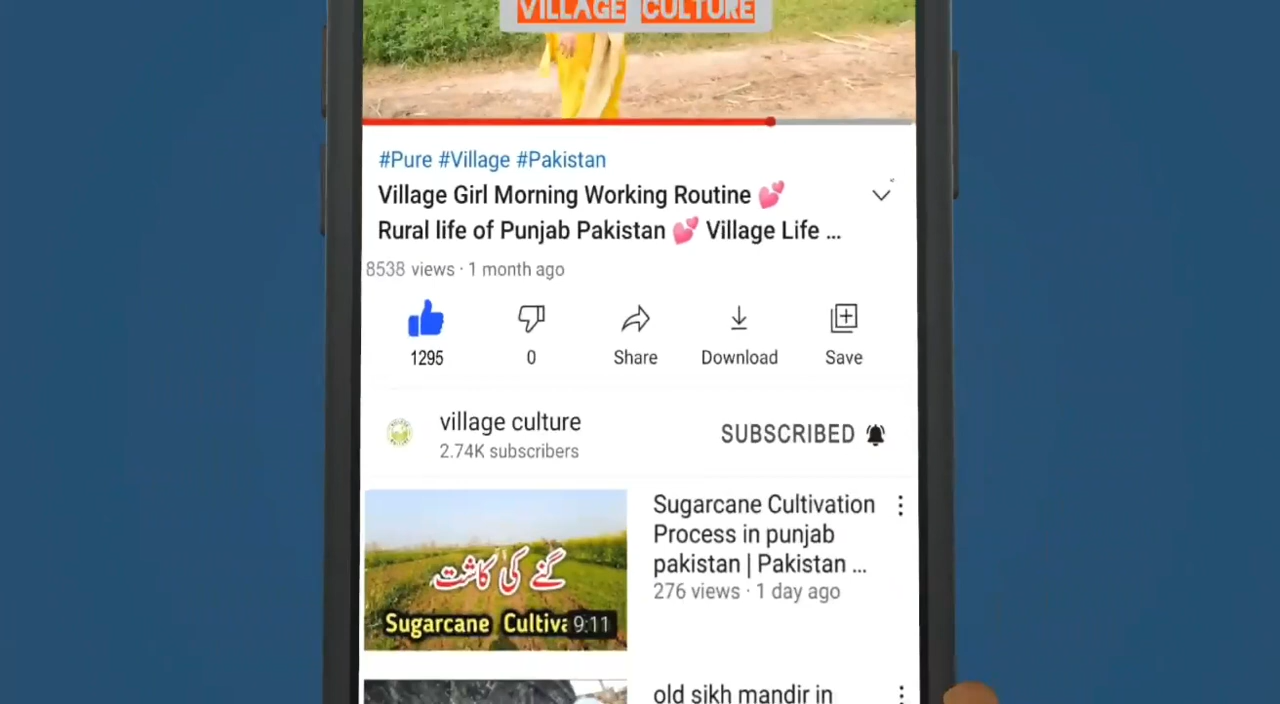 VILLAGE CULTURE
#Pure #Village #Pakistan
Village Girl Morning Working Routine 💕
Rural life of Punjab Pakistan 💕 Village Life ...
8538 views · 1 month ago
1295
0
Share
Download
Save
village culture
2.74K subscribers
SUBSCRIBED
گنے کی کاشت
Sugarcane Cultiva
9:11
Sugarcane Cultivation
Process in punjab
pakistan | Pakistan ...
276 views · 1 day ago
old sikh mandir in